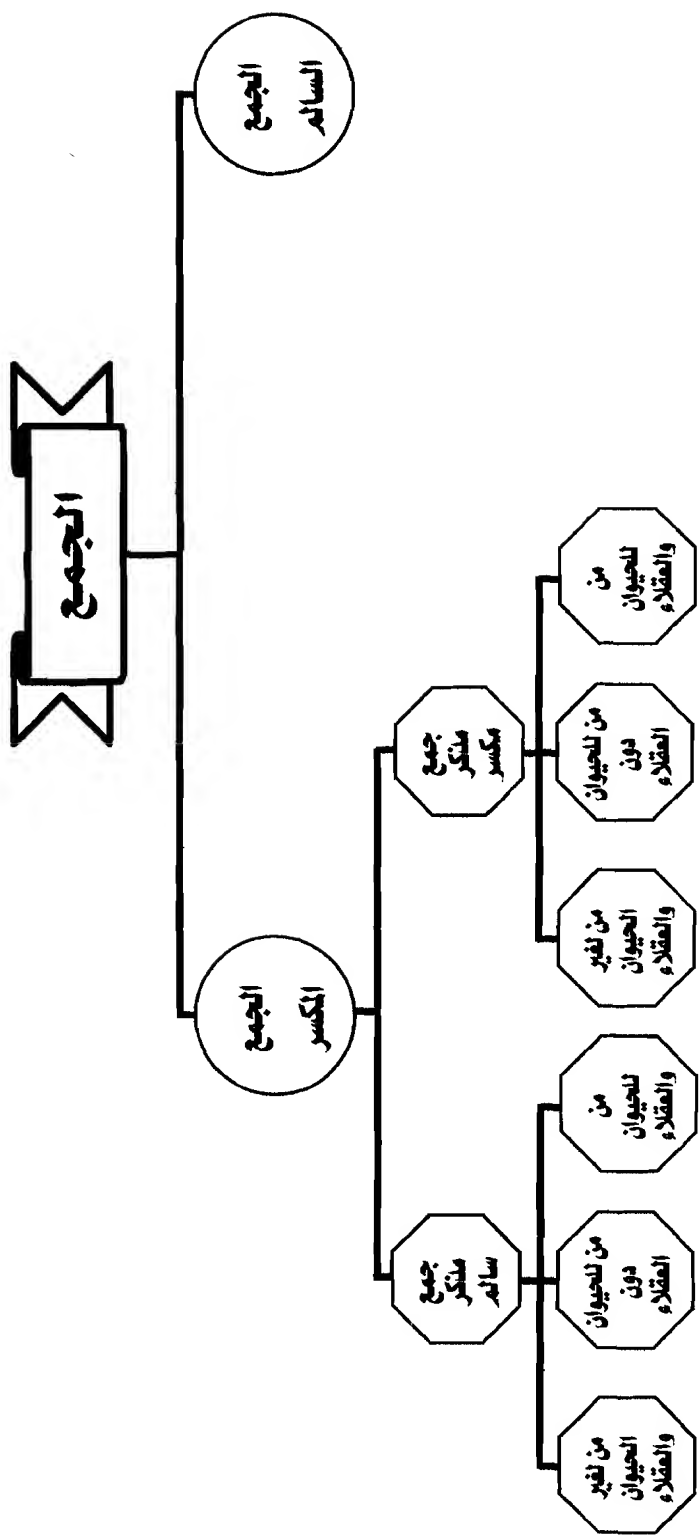 الجمع
الجمع
السالم
الجمع
المكسر
جمع
مذكر
مكسر
جمع
مذكر
سالم
من
للحيوان
والعقلاء
من للحيوان
دون
العقلاء
من لغير
الحيوان
والعقلاء
من
للحيوان
والعقلاء
من للحيوان
دون
العقلاء
من لغير
الحيوان
والعقلاء